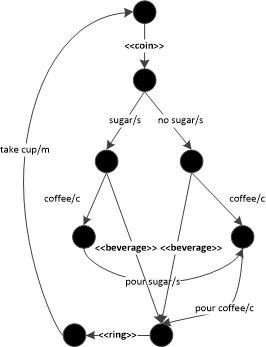 <<coin>>
sugar/s
no sugar/s
take cup/m
coffee/c
coffee/c
<<beverage>>
<<beverage>>
pour sugar/s
pour coffee/c
<<ring>>